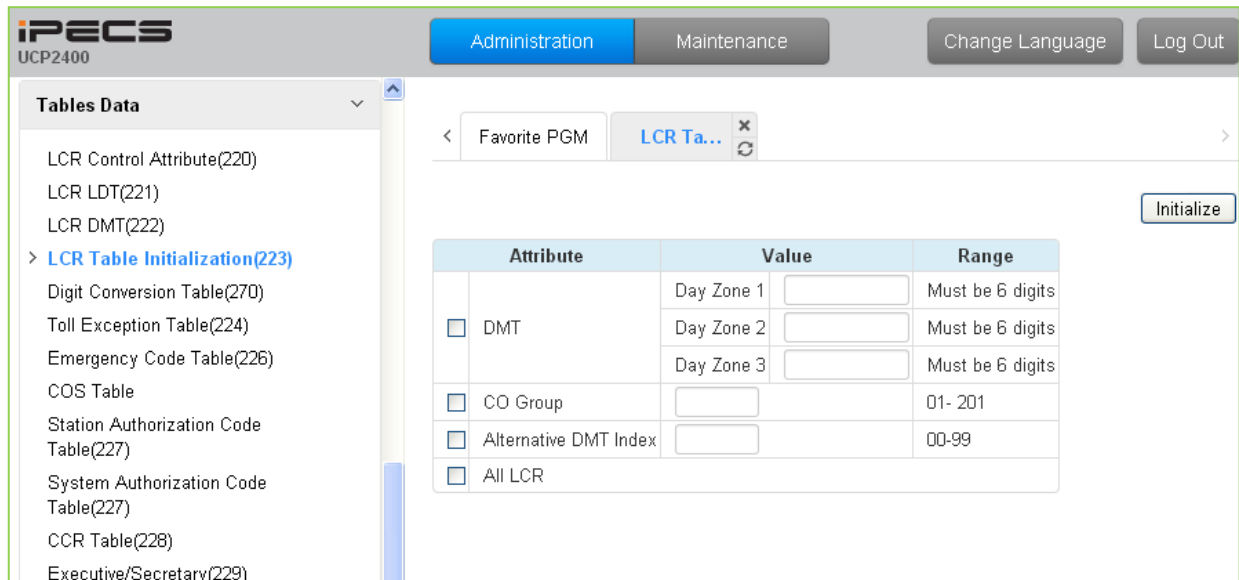 iPECS
UCP2400
Administration
Maintenance
Change Language
Log Out
Tables Data
LCR Control Attribute(220)
LCR LDT(221)
LCR DMT(222)
LCR Table Initialization(223)
Digit Conversion Table(270)
Toll Exception Table(224)
Emergency Code Table(226)
COS Table
Station Authorization Code
Table(227)
System Authorization Code
Table(227)
CCR Table(228)
Executive/Secretary(229)
Favorite PGM
LCR Ta...
Initialize
Attribute Value Range
DMT
Day Zone 1 Must be 6 digits
Day Zone 2 Must be 6 digits
Day Zone 3 Must be 6 digits
CO Group 01- 201
Alternative DMT Index 00-99
All LCR